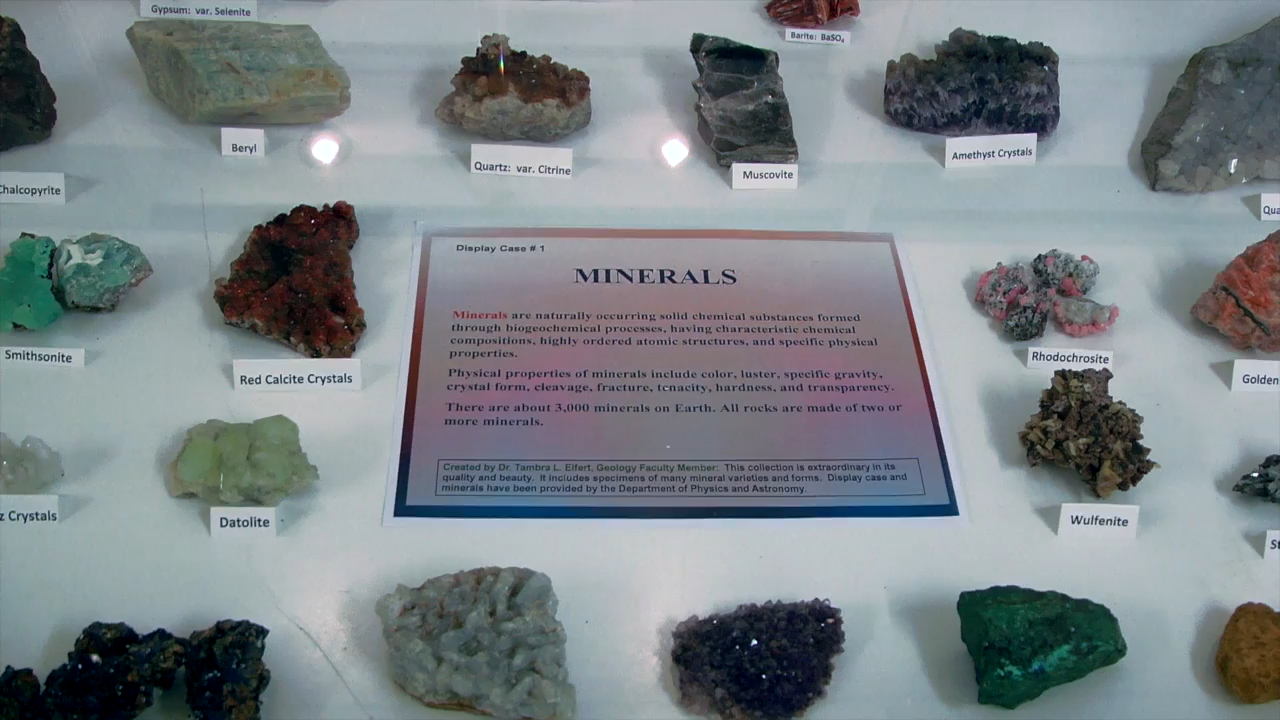 Gypsum: var. Selenite
Barite: BaSO₄
Beryl
Quartz: var. Citrine
Muscovite
Amethyst Crystals
Chalcopyrite
Display Case # 1
MINERALS
Minerals are naturally occurring solid chemical substances formed
through biogeochemical processes, having characteristic chemical
compositions, highly ordered atomic structures, and specific physical
properties.
Physical properties of minerals include color, luster, specific gravity,
crystal form, cleavage, fracture, tenacity, hardness, and transparency.
There are about 3,000 minerals on Earth. All rocks are made of two or
more minerals.
Created by Dr. Tambra L. Eifert, Geology Faculty Member: This collection is extraordinary in its
quality and beauty. It includes specimens of many mineral varieties and forms. Display case and
minerals have been provided by the Department of Physics and Astronomy.
Smithsonite
Red Calcite Crystals
Rhodochrosite
Golden
z Crystals
Datolite
Wulfenite